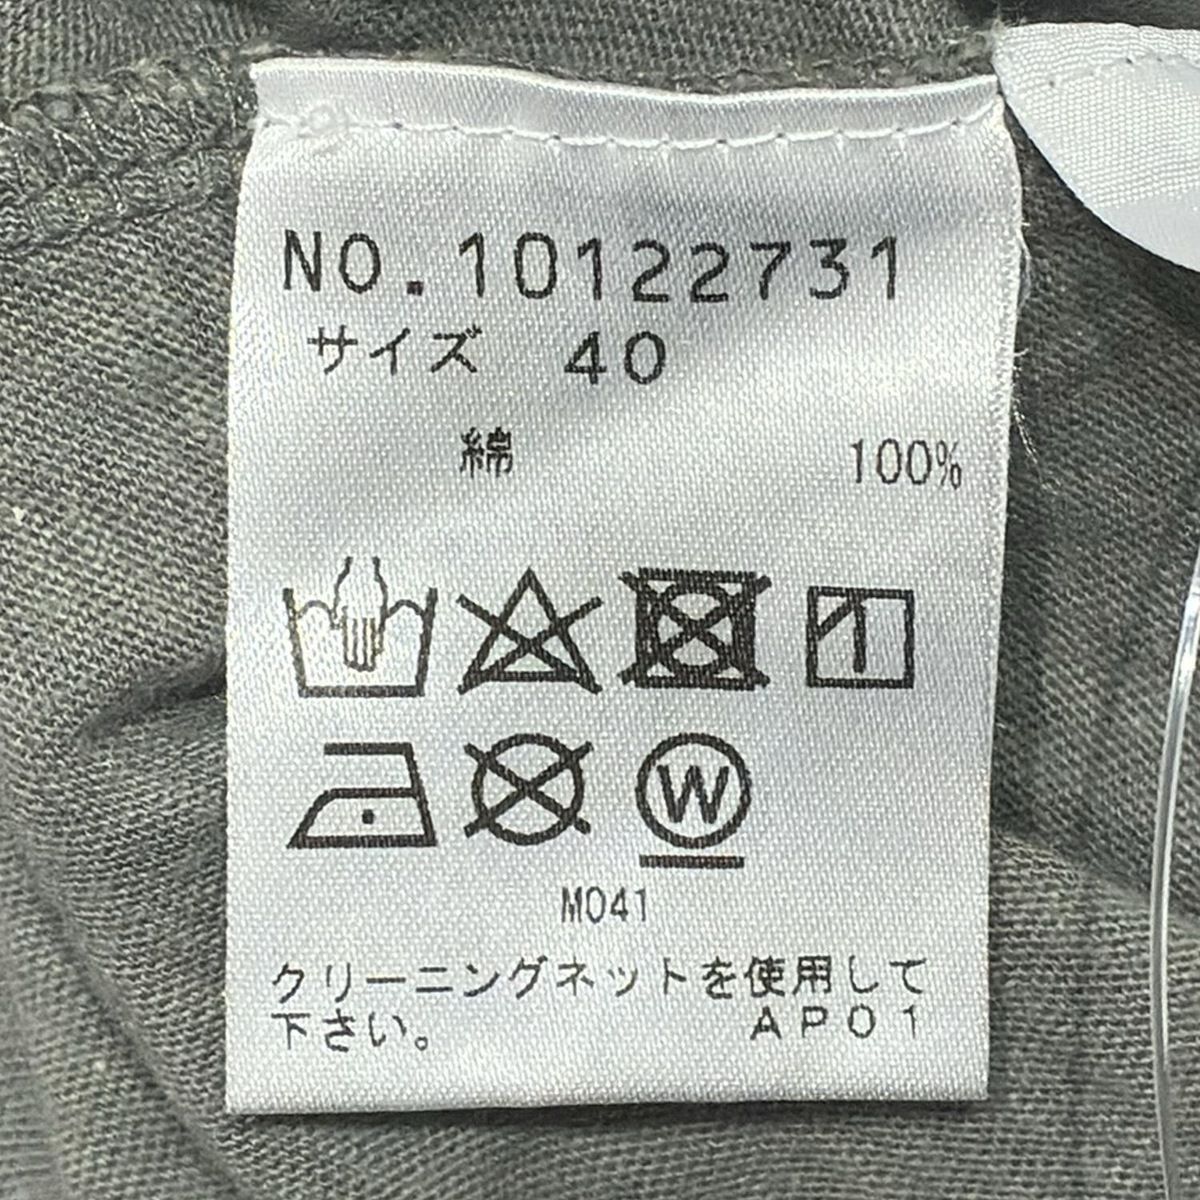 NO.10122731
サイズ 40
綿 100%
W
M041
クリーニングネットを使用して
下さい。 AP01